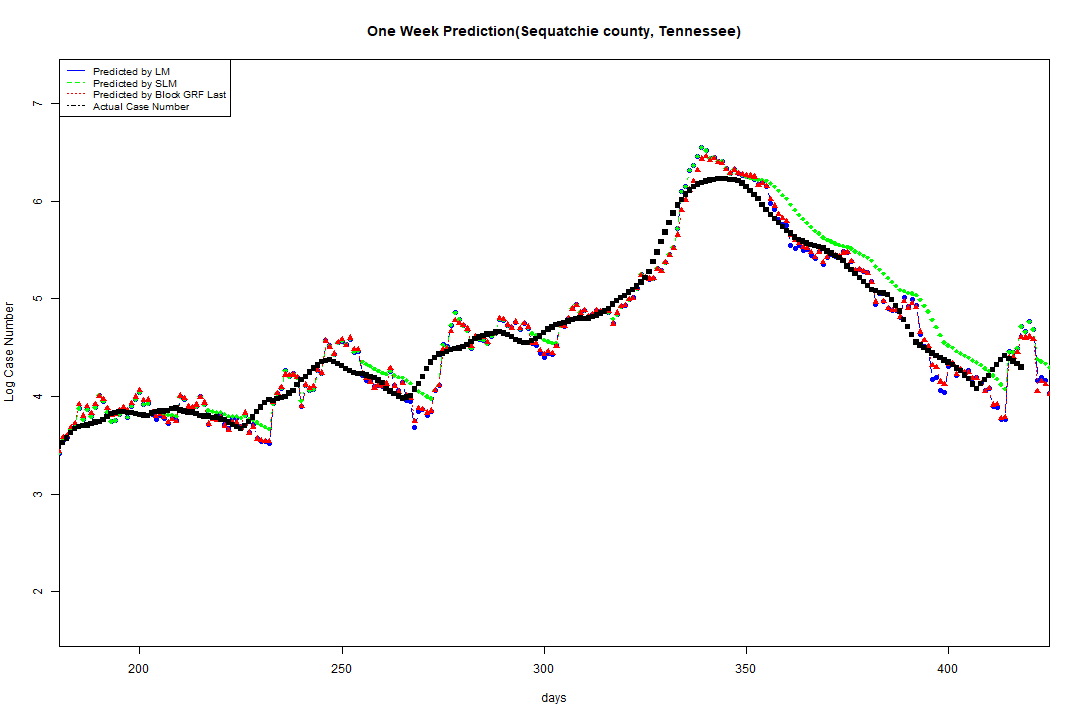 One Week Prediction(Sequatchie county, Tennessee)
Predicted by LM
Predicted by SLM
Predicted by Block GRF Last
Actual Case Number
7
6
5
4
3
2
Log Case Number
200 250 300 350 400
days